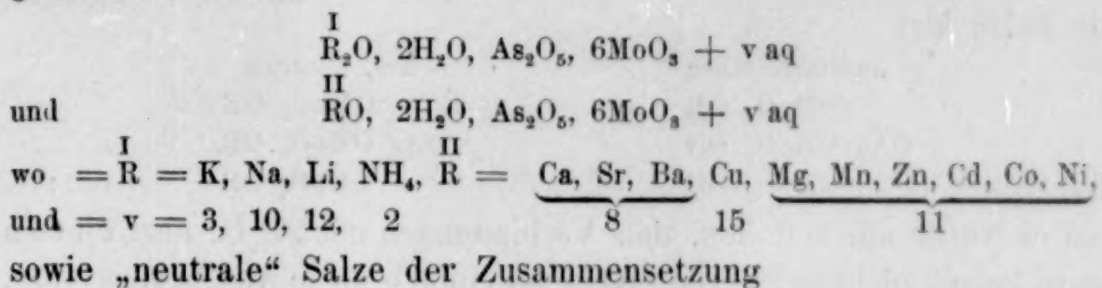 I
R₂O, 2H₂O, As₂O₅, 6MoO₃ + v aq
II
und RO, 2H₂O, As₂O₅, 6MoO₃ + v aq
I II
wo = R = K, Na, Li, NH₄, R = Ca, Sr, Ba, Cu, Mg, Mn, Zn, Cd, Co, Ni,
und = v = 3, 10, 12, 2 8 15 11
sowie „neutrale“ Salze der Zusammensetzung